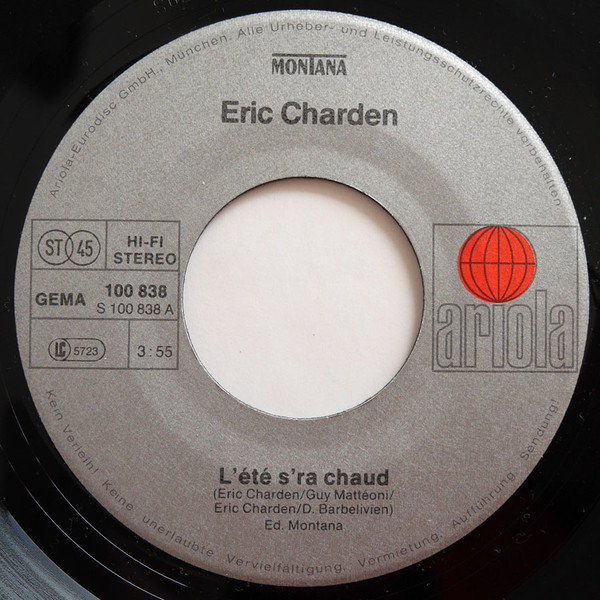 Ariola-Eurodisc GmbH., München. Alle Urheber- und Leistungsschutzrechte vorbehalten
MONTANA
Eric Charden
ST 45
HI-FI
STEREO
GEMA
100 838
S 100 838 A
LC 5723
3:55
ariola
L'été s'ra chaud
(Eric Charden/Guy Mattéoni/
Eric Charden/D. Barbelivien)
Ed. Montana
Kein Verleih! Keine unerlaubte Vervielfältigung, Vermietung, Aufführung, Sendung!